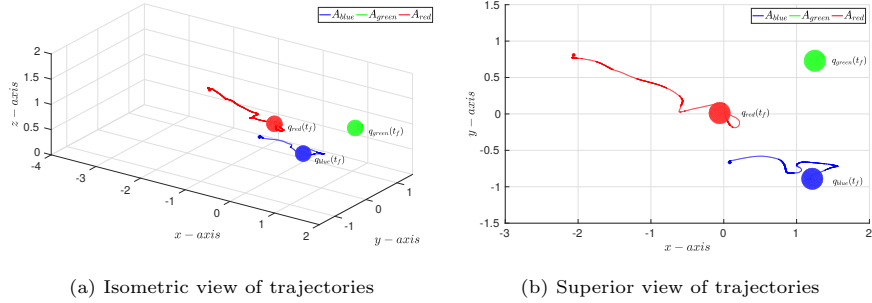 A_blue A_green A_red
2
1.5
1
0.5
0
z − axis
-4
-3
-2
-1
0
1
2
x − axis
-1
0
1
y − axis
q_red(t_f)
q_green(t_f)
q_blue(t_f)
(a) Isometric view of trajectories
A_blue A_green A_red
1.5
1
0.5
0
-0.5
-1
-1.5
y − axis
-3
-2
-1
0
1
2
x − axis
q_green(t_f)
q_red(t_f)
q_blue(t_f)
(b) Superior view of trajectories